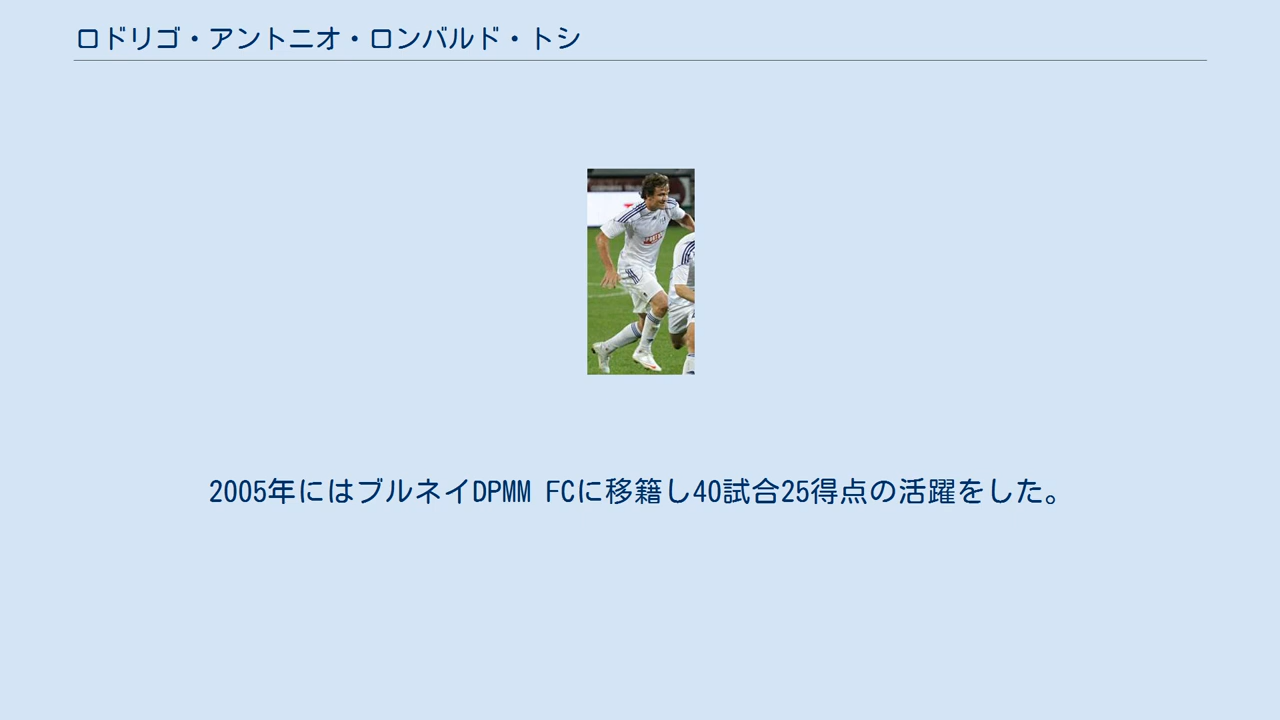 ロドリゴ・アントニオ・ロンバルド・トシ
2005年にはブルネイDPMM FCに移籍し40試合25得点の活躍をした。